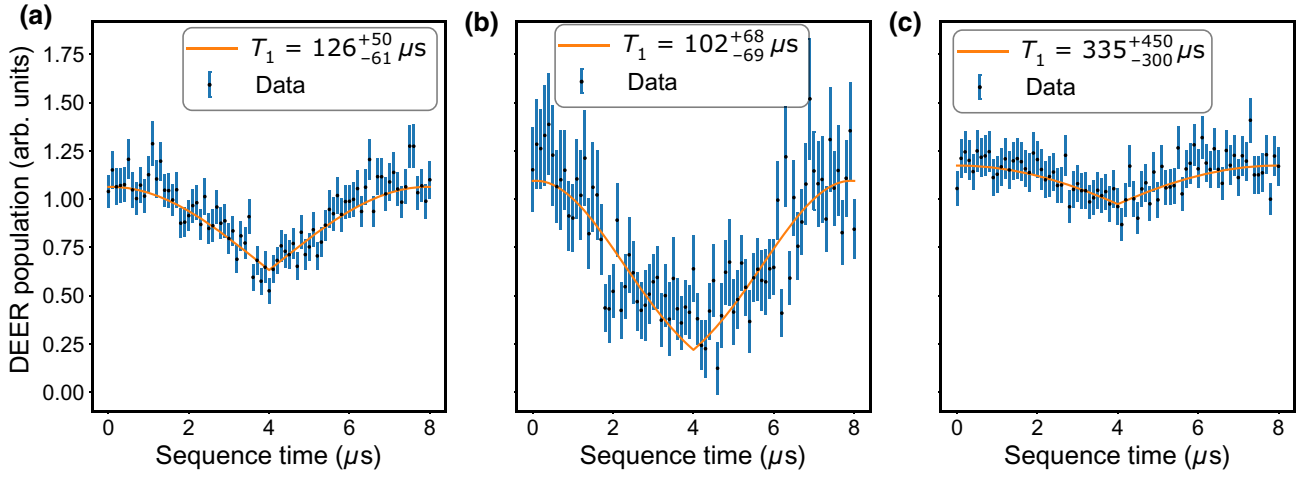 (a)
T₁ = 126⁺⁵⁰₋₆₁ μs
Data
(b)
T₁ = 102⁺⁶⁸₋₆₉ μs
Data
(c)
T₁ = 335⁺⁴⁵⁰₋₃₀₀ μs
Data
DEER population (arb. units)
1.75
1.50
1.25
1.00
0.75
0.50
0.25
0.00
0 2 4 6 8
0 2 4 6 8
0 2 4 6 8
Sequence time (μs)
Sequence time (μs)
Sequence time (μs)